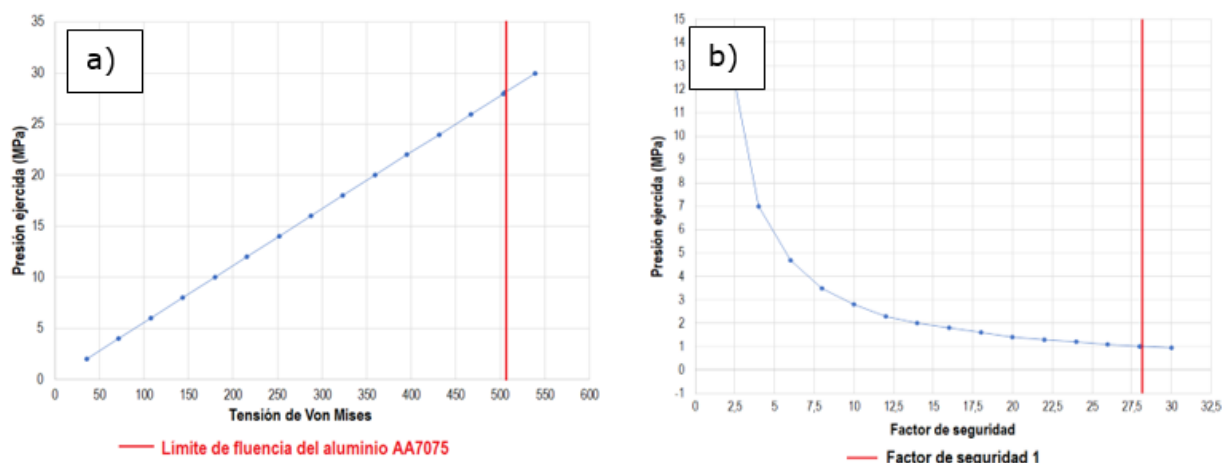 a)
35
30
25
20
15
10
5
0
Presión ejercida (MPa)
0 50 100 150 200 250 300 350 400 450 500 550 600
Tensión de Von Mises
Límite de fluencia del aluminio AA7075
b)
15
14
13
12
11
10
9
8
7
6
5
4
3
2
1
0
-1
Presión ejercida (MPa)
0 2,5 5 7,5 10 12,5 15 17,5 20 22,5 25 27,5 30 32,5
Factor de seguridad
Factor de seguridad 1